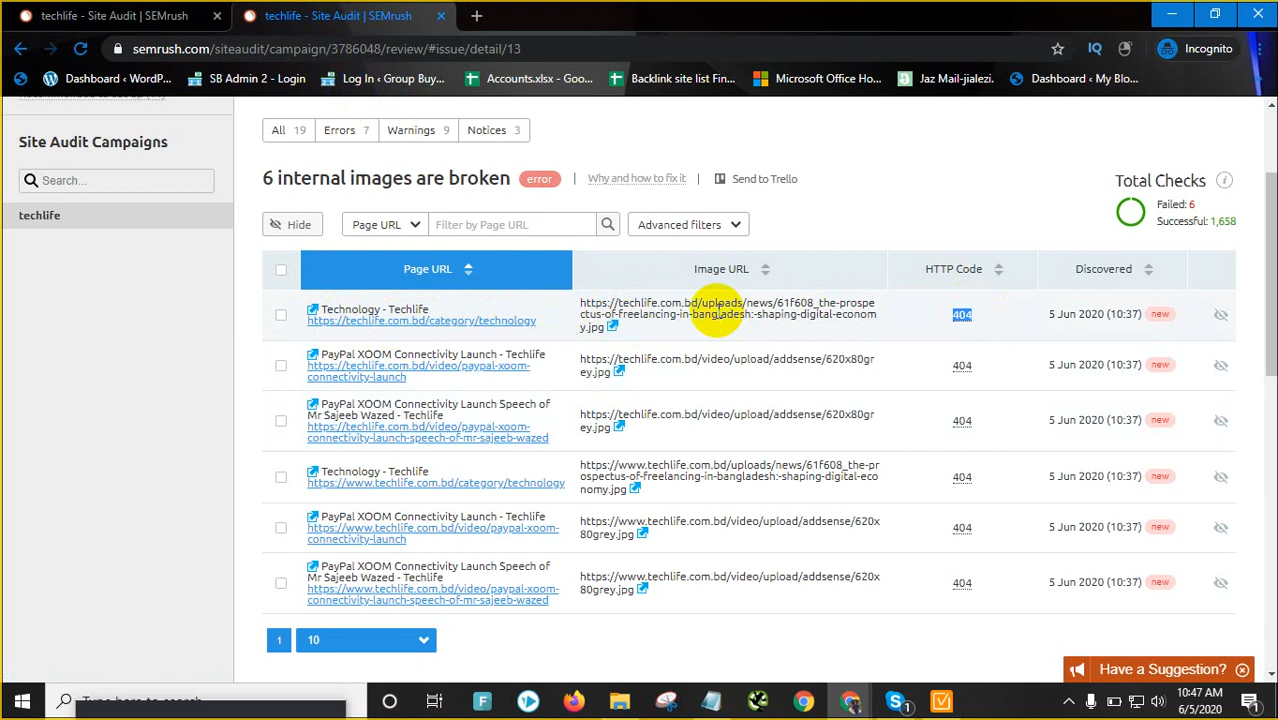 techlife - Site Audit | SEMrush
techlife - Site Audit | SEMrush
semrush.com/siteaudit/campaign/3786048/review/#issue/detail/13
Incognito
Dashboard ‹ WordP...
SB Admin 2 - Login
Log In ‹ Group Buy...
Accounts.xlsx - Goo...
Backlink site list Fin...
Microsoft Office Ho...
Jaz Mail-jialezi.
Dashboard ‹ My Blo...
Site Audit Campaigns
Search...
techlife
All 19
Errors 7
Warnings 9
Notices 3
6 internal images are broken
error
Why and how to fix it
Send to Trello
Total Checks
Failed: 6
Successful: 1,658
Hide
Page URL
Filter by Page URL
Advanced filters
Page URL
Image URL
HTTP Code
Discovered
Technology - Techlife
https://techlife.com.bd/category/technology
https://techlife.com.bd/uploads/news/61f608_the-prospe
ctus-of-freelancing-in-bangladesh:-shaping-digital-econom
y.jpg
404
5 Jun 2020 (10:37) new
PayPal XOOM Connectivity Launch - Techlife
https://techlife.com.bd/video/paypal-xoom-
connectivity-launch
https://techlife.com.bd/video/upload/addsense/620x80gr
ey.jpg
404
5 Jun 2020 (10:37) new
PayPal XOOM Connectivity Launch Speech of
Mr Sajeeb Wazed - Techlife
https://techlife.com.bd/video/paypal-xoom-
connectivity-launch-speech-of-mr-sajeeb-wazed
https://techlife.com.bd/video/upload/addsense/620x80gr
ey.jpg
404
5 Jun 2020 (10:37) new
Technology - Techlife
https://www.techlife.com.bd/category/technology
https://www.techlife.com.bd/uploads/news/61f608_the-pr
ospectus-of-freelancing-in-bangladesh:-shaping-digital-eco
nomy.jpg
404
5 Jun 2020 (10:37) new
PayPal XOOM Connectivity Launch - Techlife
https://www.techlife.com.bd/video/paypal-xoom-
connectivity-launch
https://www.techlife.com.bd/video/upload/addsense/620x
80grey.jpg
404
5 Jun 2020 (10:37) new
PayPal XOOM Connectivity Launch Speech of
Mr Sajeeb Wazed - Techlife
https://www.techlife.com.bd/video/paypal-xoom-
connectivity-launch-speech-of-mr-sajeeb-wazed
https://www.techlife.com.bd/video/upload/addsense/620x
80grey.jpg
404
5 Jun 2020 (10:37) new
1
10
Have a Suggestion?
Type here to search
10:47 AM
6/5/2020